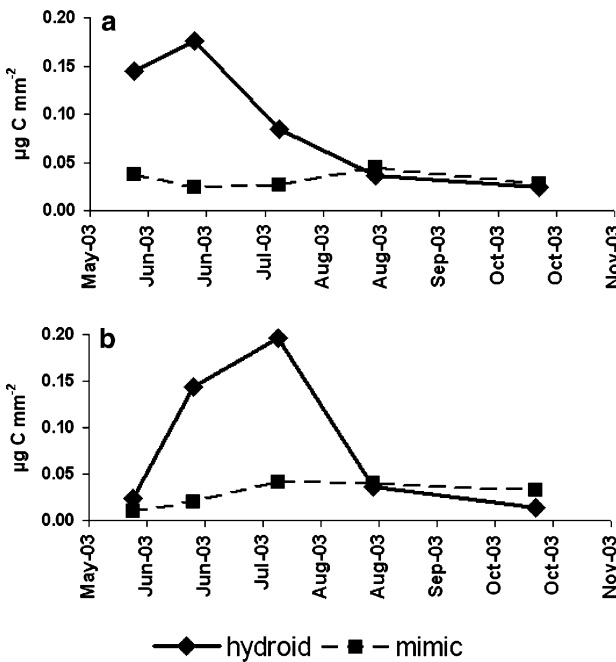 a
µg C mm-2
0.20
0.15
0.10
0.05
0.00
May-03
Jun-03
Jun-03
Jul-03
Aug-03
Aug-03
Sep-03
Oct-03
Oct-03
Nov-03
b
µg C mm-2
0.20
0.15
0.10
0.05
0.00
May-03
Jun-03
Jun-03
Jul-03
Aug-03
Aug-03
Sep-03
Oct-03
Oct-03
Nov-03
hydroid mimic